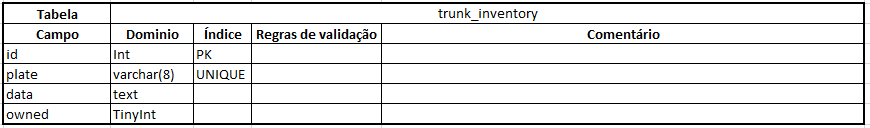 Tabela trunk_inventory
Campo Dominio Índice Regras de validação Comentário
id Int PK
plate varchar(8) UNIQUE
data text
owned TinyInt